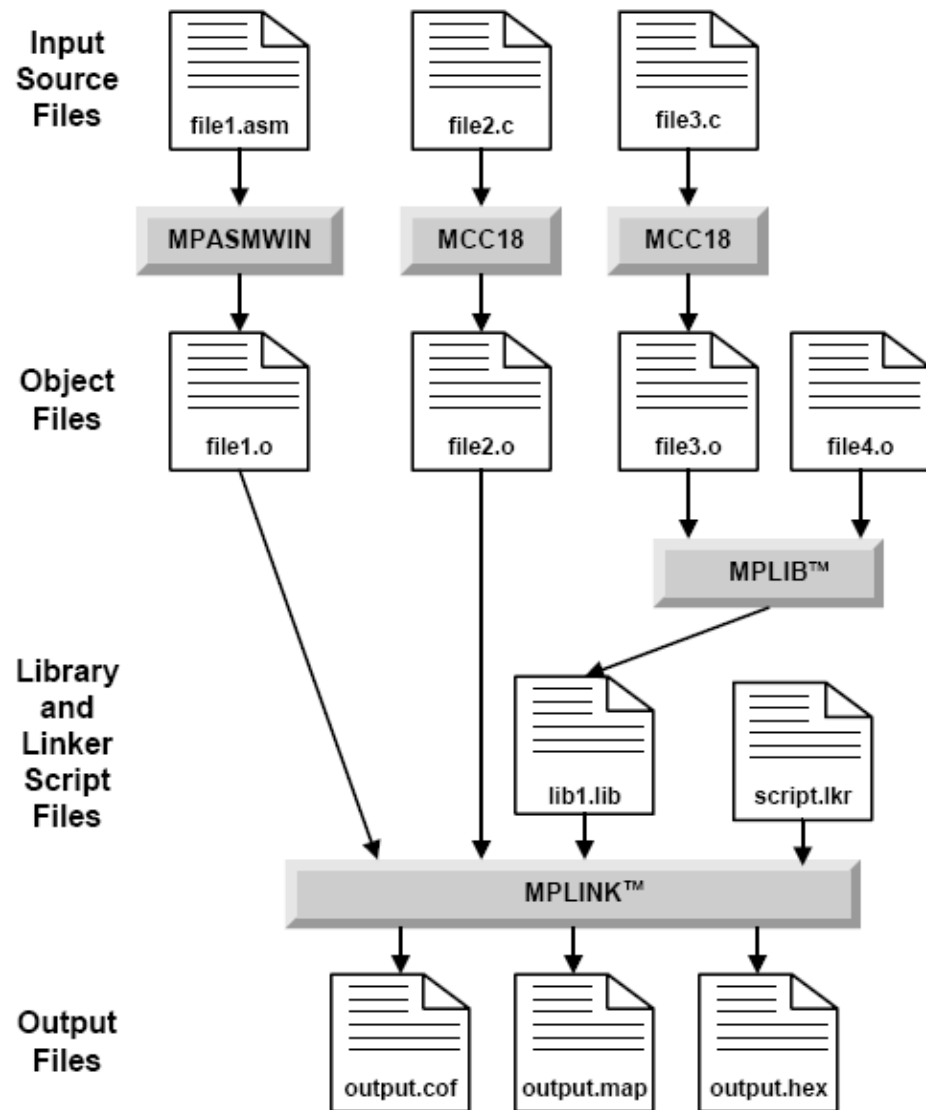 Input
Source
Files
file1.asm
file2.c
file3.c
MPASMWIN
MCC18
MCC18
Object
Files
file1.o
file2.o
file3.o
file4.o
MPLIB™
Library
and
Linker
Script
Files
lib1.lib
script.lkr
MPLINK™
Output
Files
output.cof
output.map
output.hex